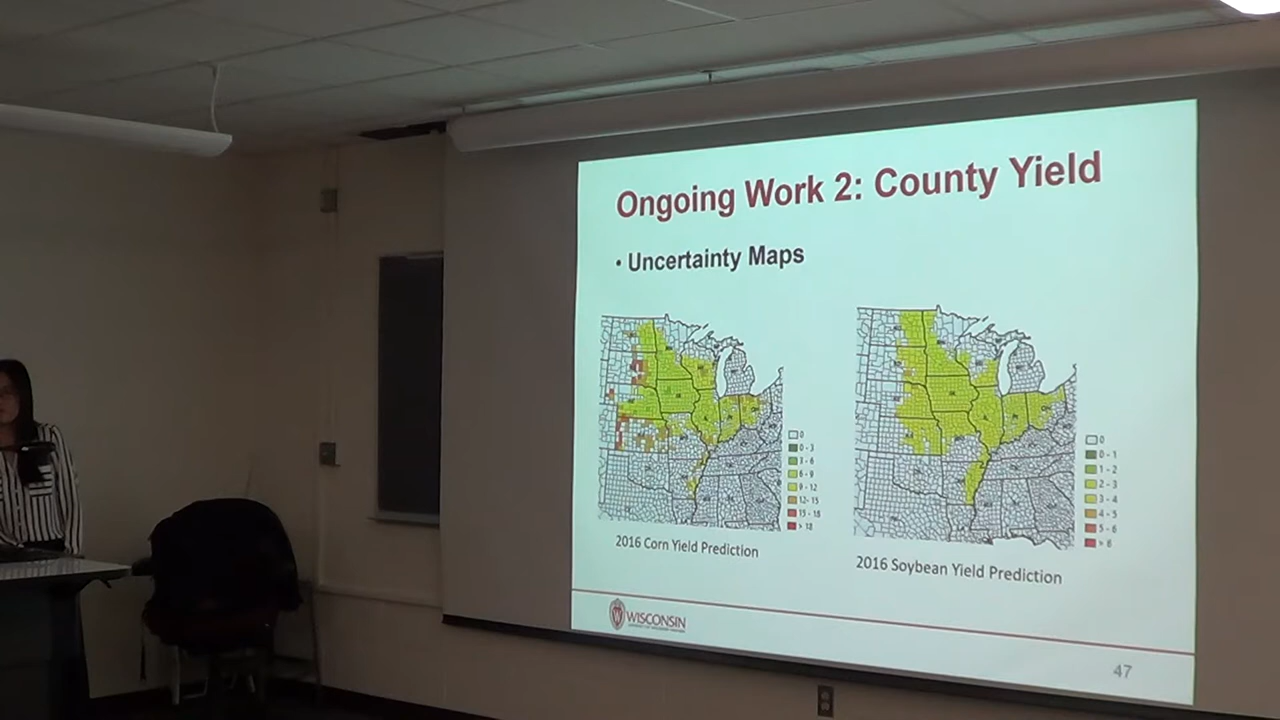 Ongoing Work 2: County Yield
• Uncertainty Maps
0
0 - 3
3 - 6
6 - 9
9 - 12
12 - 15
15 - 18
> 18
0
0 - 1
1 - 2
2 - 3
3 - 4
4 - 5
5 - 6
> 6
2016 Corn Yield Prediction
2016 Soybean Yield Prediction
W
WISCONSIN
47